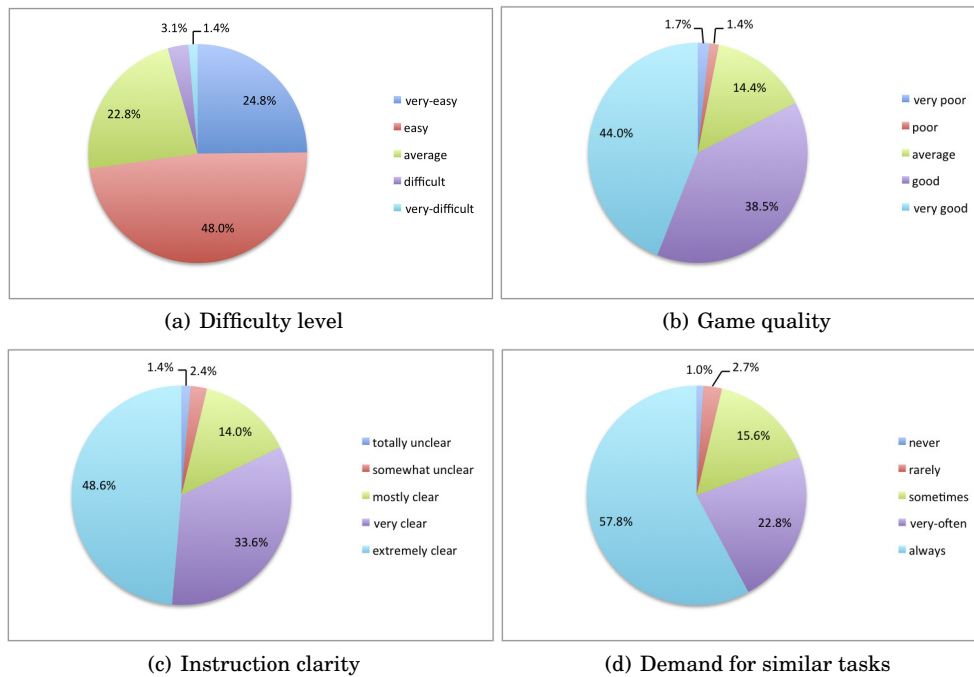 3.1%
1.4%
24.8%
22.8%
48.0%
very-easy
easy
average
difficult
very-difficult
(a) Difficulty level
1.7%
1.4%
14.4%
44.0%
38.5%
very poor
poor
average
good
very good
(b) Game quality
1.4%
2.4%
14.0%
48.6%
33.6%
totally unclear
somewhat unclear
mostly clear
very clear
extremely clear
(c) Instruction clarity
1.0%
2.7%
15.6%
57.8%
22.8%
never
rarely
sometimes
very-often
always
(d) Demand for similar tasks